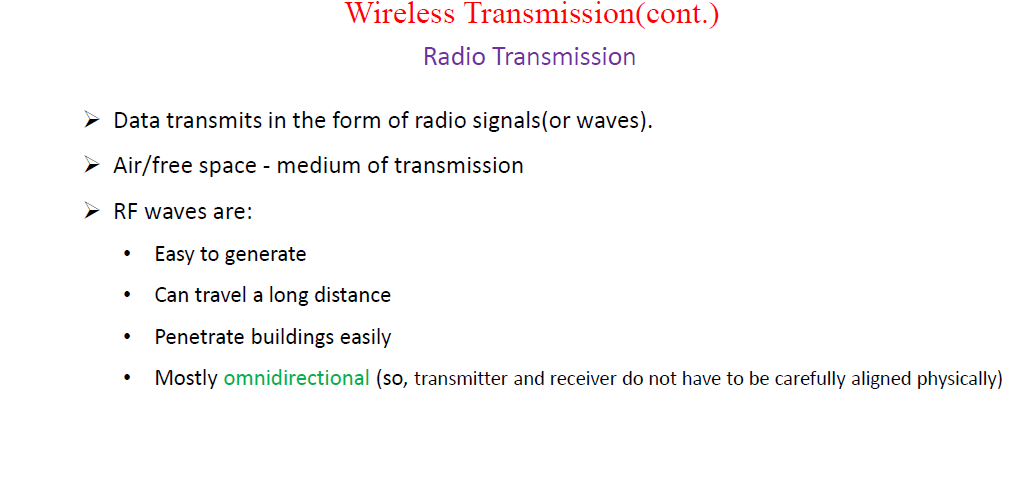 Wireless Transmission(cont.)
Radio Transmission
➢ Data transmits in the form of radio signals(or waves).
➢ Air/free space - medium of transmission
➢ RF waves are:
• Easy to generate
• Can travel a long distance
• Penetrate buildings easily
• Mostly omnidirectional (so, transmitter and receiver do not have to be carefully aligned physically)